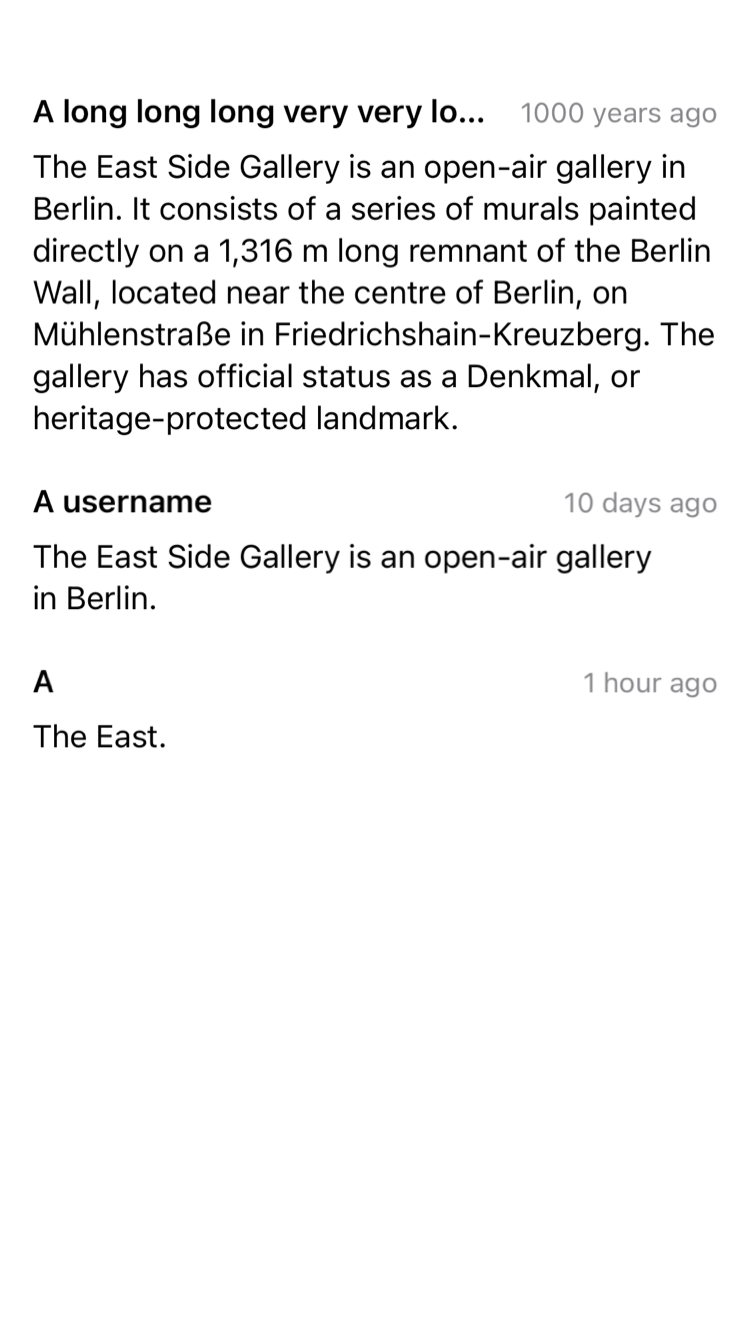 A long long long very very lo... 1000 years ago
The East Side Gallery is an open-air gallery in
Berlin. It consists of a series of murals painted
directly on a 1,316 m long remnant of the Berlin
Wall, located near the centre of Berlin, on
Mühlenstraße in Friedrichshain-Kreuzberg. The
gallery has official status as a Denkmal, or
heritage-protected landmark.
A username 10 days ago
The East Side Gallery is an open-air gallery
in Berlin.
A 1 hour ago
The East.